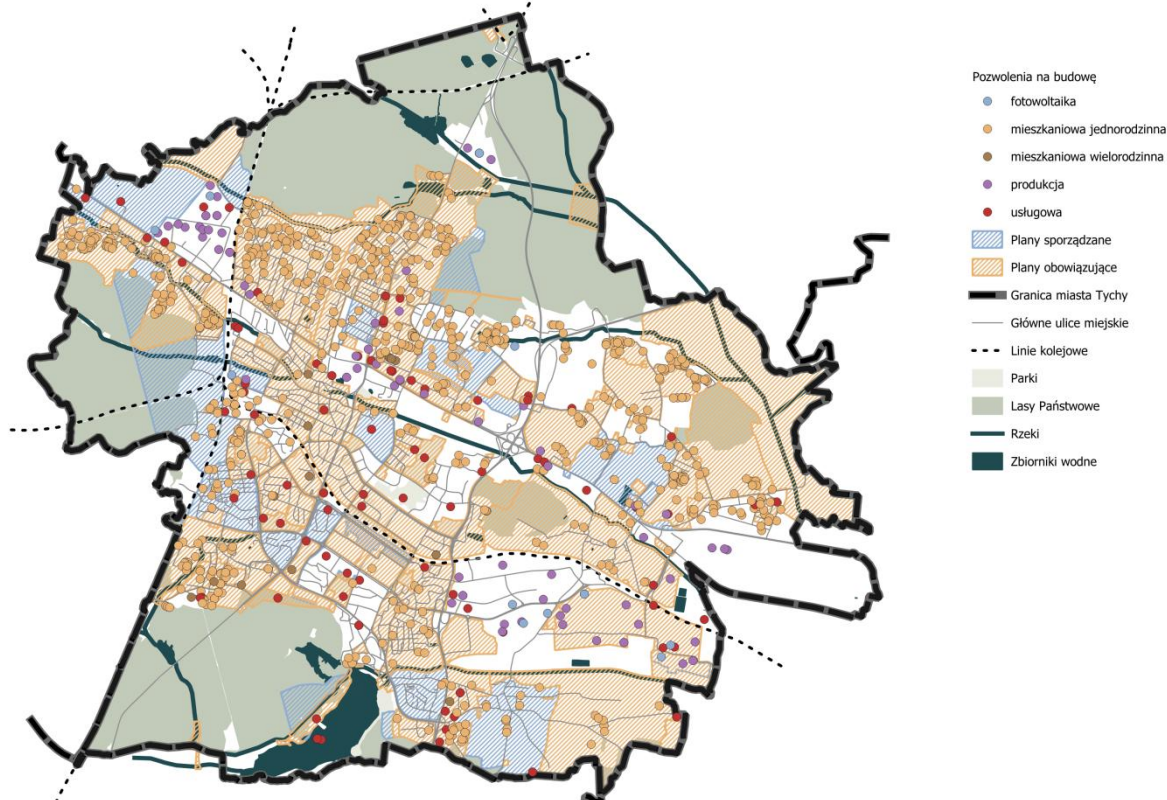 Pozwolenia na budowę
fotowoltaika
mieszkaniowa jednorodzinna
mieszkaniowa wielorodzinna
produkcja
usługowa
Plany sporządzane
Plany obowiązujące
Granica miasta Tychy
Główne ulice miejskie
Linie kolejowe
Parki
Lasy Państwowe
Rzeki
Zbiorniki wodne